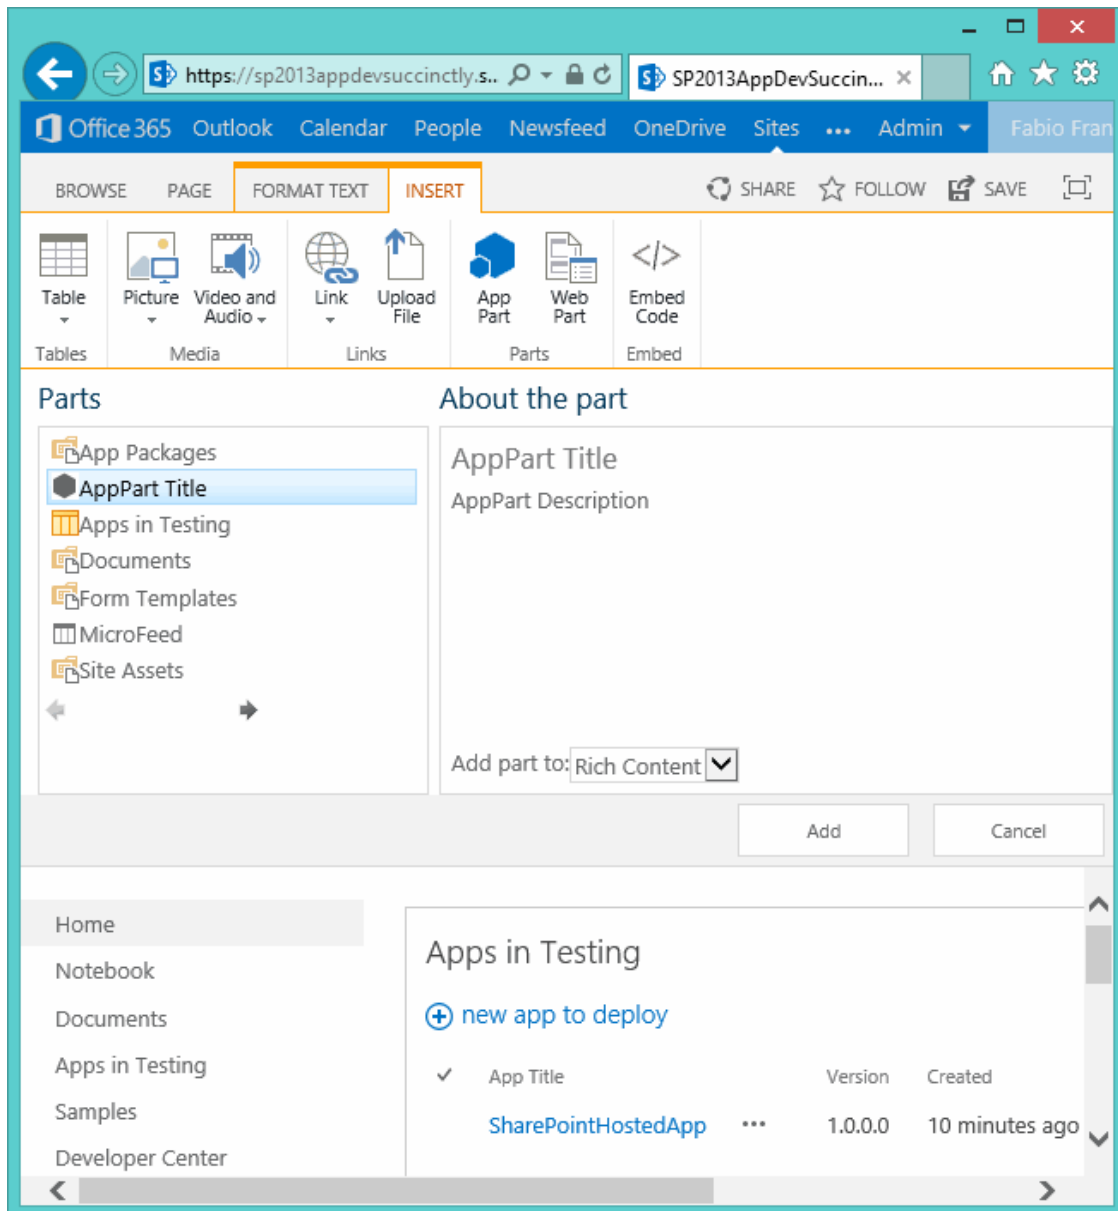 https://sp2013appdevsuccinctly.s.. SP2013AppDevSuccin...
Office 365 Outlook Calendar People Newsfeed OneDrive Sites ... Admin Fabio Fran
BROWSE PAGE FORMAT TEXT INSERT SHARE FOLLOW SAVE
Table Picture Video and Audio Link Upload File App Part Web Part Embed Code
Tables Media Links Parts Embed
Parts
App Packages
AppPart Title
Apps in Testing
Documents
Form Templates
MicroFeed
Site Assets
About the part
AppPart Title
AppPart Description
Add part to: Rich Content
Add Cancel
Home
Notebook
Documents
Apps in Testing
Samples
Developer Center
Apps in Testing
new app to deploy
App Title Version Created
SharePointHostedApp ... 1.0.0.0 10 minutes ago